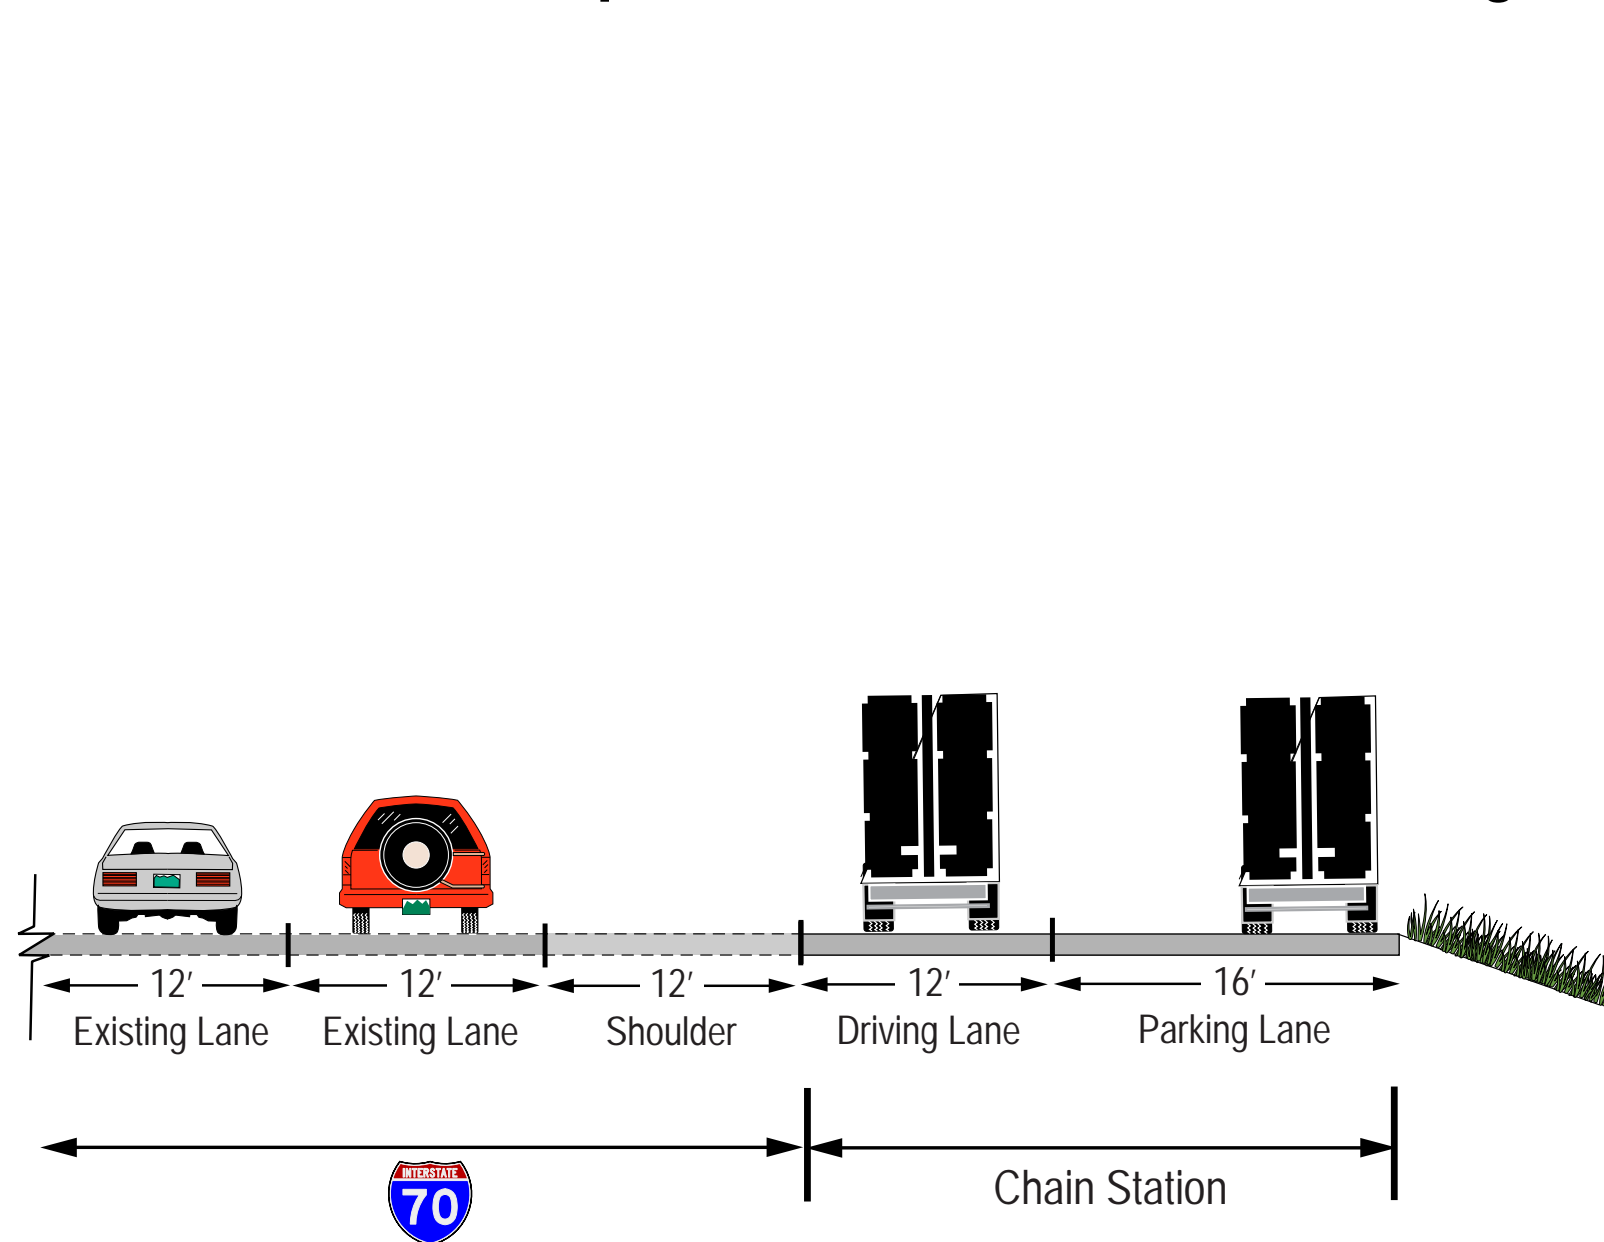 12′ 12′ 12′ 12′ 16′
Existing Lane Existing Lane Shoulder Driving Lane Parking Lane
INTERSTATE
70
Chain Station